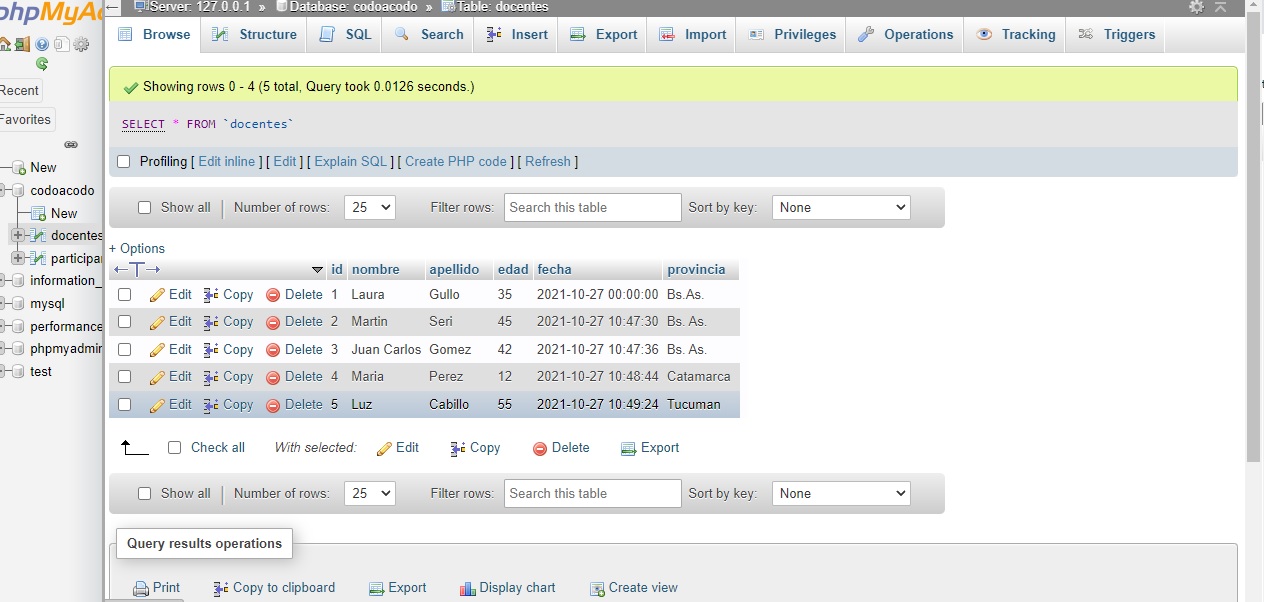 phpMyAd
Server: 127.0.0.1 » Database: codoacodo » Table: docentes
Browse Structure SQL Search Insert Export Import Privileges Operations Tracking Triggers
Recent
Favorites
New
codoacodo
New
docentes
participa
information_
mysql
performance
phpmyadmin
test
Showing rows 0 - 4 (5 total, Query took 0.0126 seconds.)
SELECT * FROM `docentes`
Profiling [ Edit inline ] [ Edit ] [ Explain SQL ] [ Create PHP code ] [ Refresh ]
Show all | Number of rows: 25 Filter rows: Search this table Sort by key: None
+ Options
←T→ id nombre apellido edad fecha provincia
Edit Copy Delete 1 Laura Gullo 35 2021-10-27 00:00:00 Bs.As.
Edit Copy Delete 2 Martin Seri 45 2021-10-27 10:47:30 Bs. As.
Edit Copy Delete 3 Juan Carlos Gomez 42 2021-10-27 10:47:36 Bs. As.
Edit Copy Delete 4 Maria Perez 12 2021-10-27 10:48:44 Catamarca
Edit Copy Delete 5 Luz Cabillo 55 2021-10-27 10:49:24 Tucuman
Check all With selected: Edit Copy Delete Export
Show all | Number of rows: 25 Filter rows: Search this table Sort by key: None
Query results operations
Print Copy to clipboard Export Display chart Create view